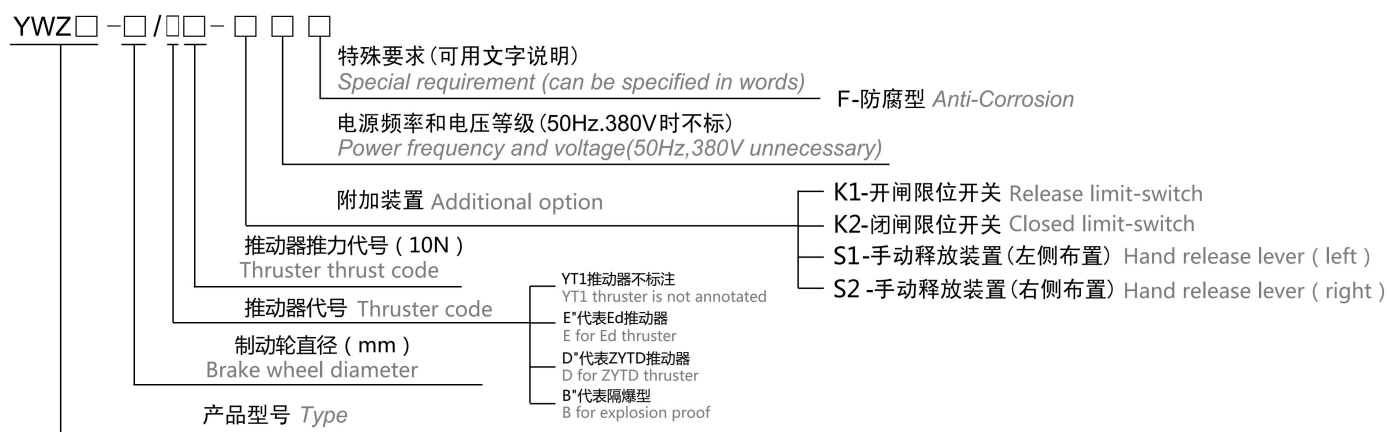 YWZ□-□/□□-□ □ □
特殊要求(可用文字说明)
Special requirement (can be specified in words)
F-防腐型 Anti-Corrosion
电源频率和电压等级(50Hz.380V时不标)
Power frequency and voltage(50Hz,380V unnecessary)
附加装置 Additional option
K1-开闸限位开关 Release limit-switch
K2-闭闸限位开关 Closed limit-switch
S1-手动释放装置(左侧布置) Hand release lever ( left )
S2 -手动释放装置(右侧布置) Hand release lever ( right )
推动器推力代号 ( 10N )
Thruster thrust code
推动器代号 Thruster code
YT1推动器不标注
YT1 thruster is not annotated
E"代表Ed推动器
E for Ed thruster
D"代表ZYTD推动器
D for ZYTD thruster
B"代表隔爆型
B for explosion proof
制动轮直径 ( mm )
Brake wheel diameter
产品型号 Type